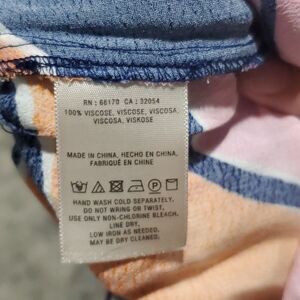 RN : 66170 CA : 32054
100% VISCOSE, VISCOSE, VISCOSA,
VISCOSA, VISKOSE
MADE IN CHINA, HECHO EN CHINA,
FABRIQUÉ EN CHINE
HAND WASH COLD SEPARATELY.
DO NOT WRING OR TWIST.
USE ONLY NON-CHLORINE BLEACH.
LINE DRY.
LOW IRON AS NEEDED.
MAY BE DRY CLEANED.